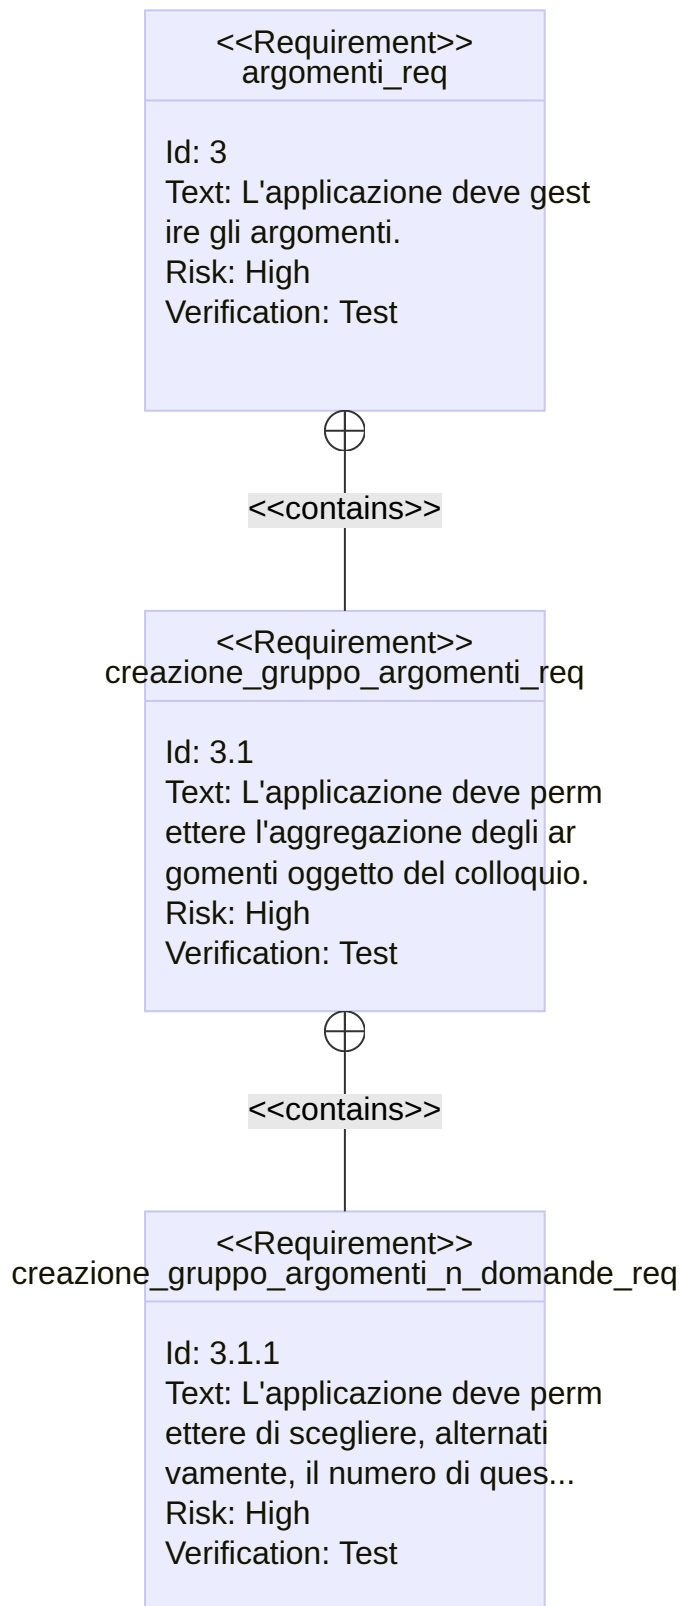 <<Requirement>>
argomenti_req
Id: 3
Text: L'applicazione deve gest
ire gli argomenti.
Risk: High
Verification: Test
<<contains>>
<<Requirement>>
creazione_gruppo_argomenti_req
Id: 3.1
Text: L'applicazione deve perm
ettere l'aggregazione degli ar
gomenti oggetto del colloquio.
Risk: High
Verification: Test
<<contains>>
<<Requirement>>
creazione_gruppo_argomenti_n_domande_req
Id: 3.1.1
Text: L'applicazione deve perm
ettere di scegliere, alternati
vamente, il numero di ques...
Risk: High
Verification: Test